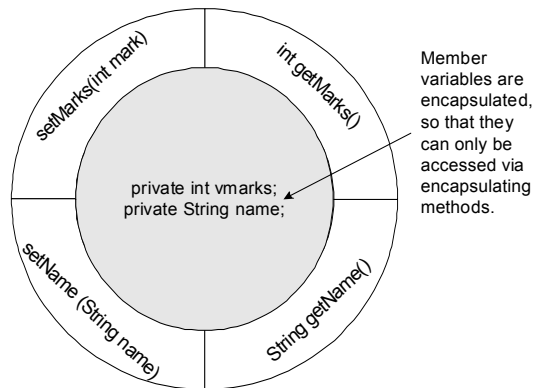 setMarks(int mark)
int getMarks()
private int vmarks;
private String name;
setName (String name)
String getName()
Member
variables are
encapsulated,
so that they
can only be
accessed via
encapsulating
methods.